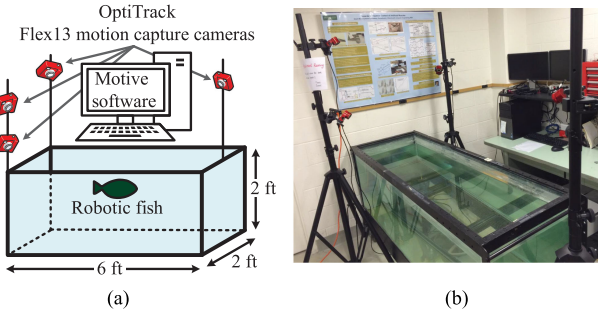 OptiTrack
Flex13 motion capture cameras
Motive
software
Robotic fish
2 ft
2 ft
6 ft
(a)
(b)